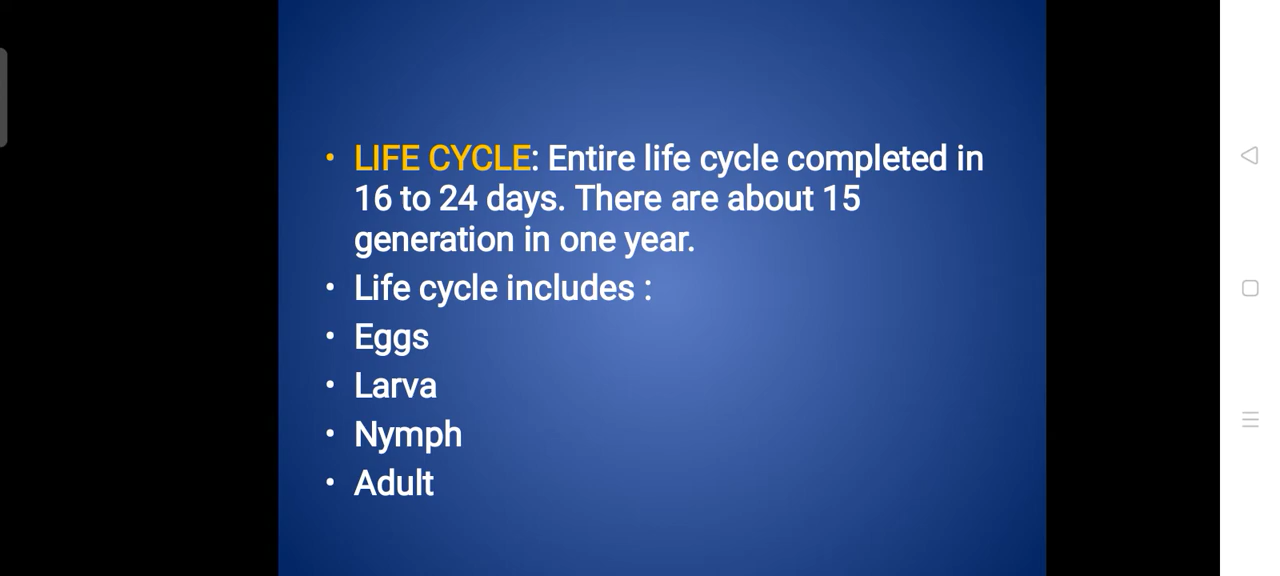 • LIFE CYCLE: Entire life cycle completed in
16 to 24 days. There are about 15
generation in one year.
• Life cycle includes :
• Eggs
• Larva
• Nymph
• Adult